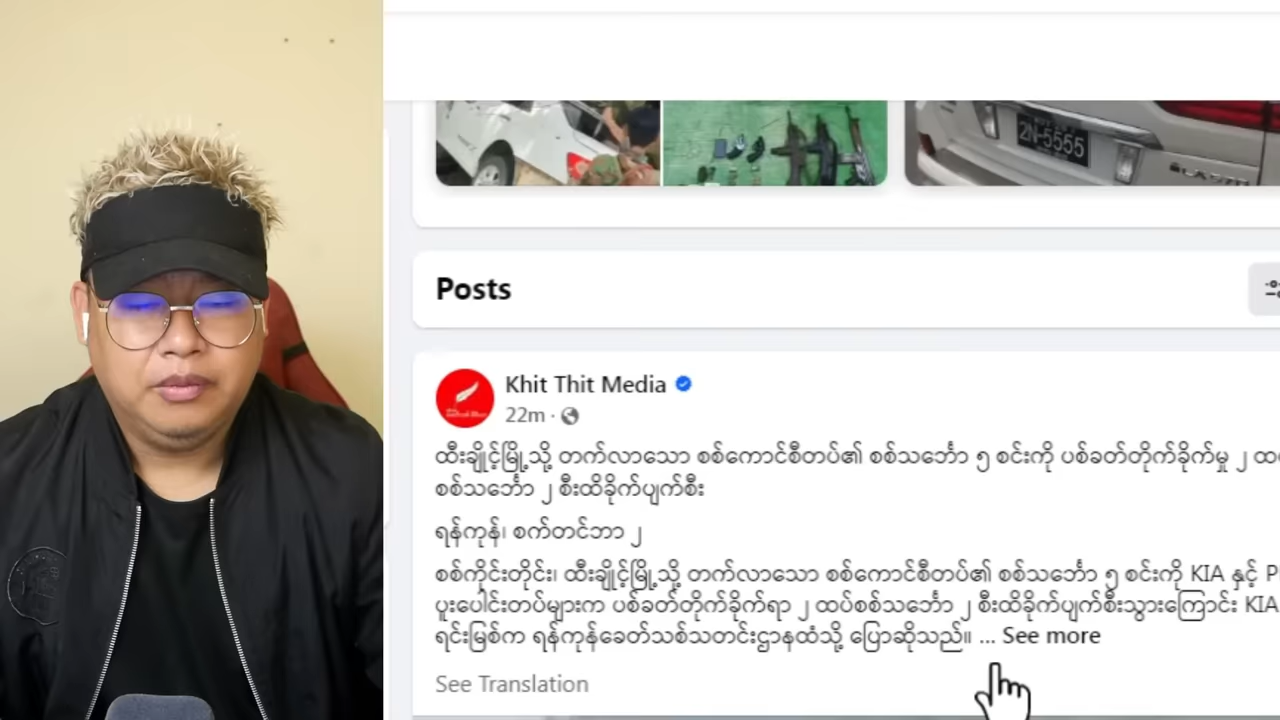 2N-5555
Posts
Khit Thit Media
22m ·
ထီးချိုင့်မြို့သို့ တက်လာသော စစ်ကောင်စီတပ်၏ စစ်သင်္ဘော ၅ စင်းကို ပစ်ခတ်တိုက်ခိုက်မှု ၂
စစ်သင်္ဘော ၂ စီးထိခိုက်ပျက်စီး
ရန်ကုန်၊ စက်တင်ဘာ ၂
စစ်ကိုင်းတိုင်း၊ ထီးချိုင့်မြို့သို့ တက်လာသော စစ်ကောင်စီတပ်၏ စစ်သင်္ဘော ၅ စင်းကို KIA နှင့်
ပူးပေါင်းတပ်များက ပစ်ခတ်တိုက်ခိုက်ရာ ၂ ထပ်စစ်သင်္ဘော ၂ စီးထိခိုက်ပျက်စီးသွားကြောင်း KIA
ရင်းမြစ်က ရန်ကုန်ခေတ်သစ်သတင်းဌာနထံသို့ ပြောဆိုသည်။ ... See more
See Translation